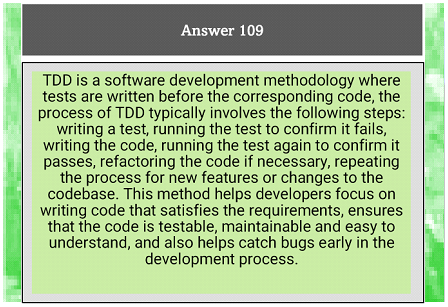 Answer 109
TDD is a software development methodology where
tests are written before the corresponding code, the
process of TDD typically involves the following steps:
writing a test, running the test to confirm it fails,
writing the code, running the test again to confirm it
passes, refactoring the code if necessary, repeating
the process for new features or changes to the
codebase. This method helps developers focus on
writing code that satisfies the requirements, ensures
that the code is testable, maintainable and easy to
understand, and also helps catch bugs early in the
development process.